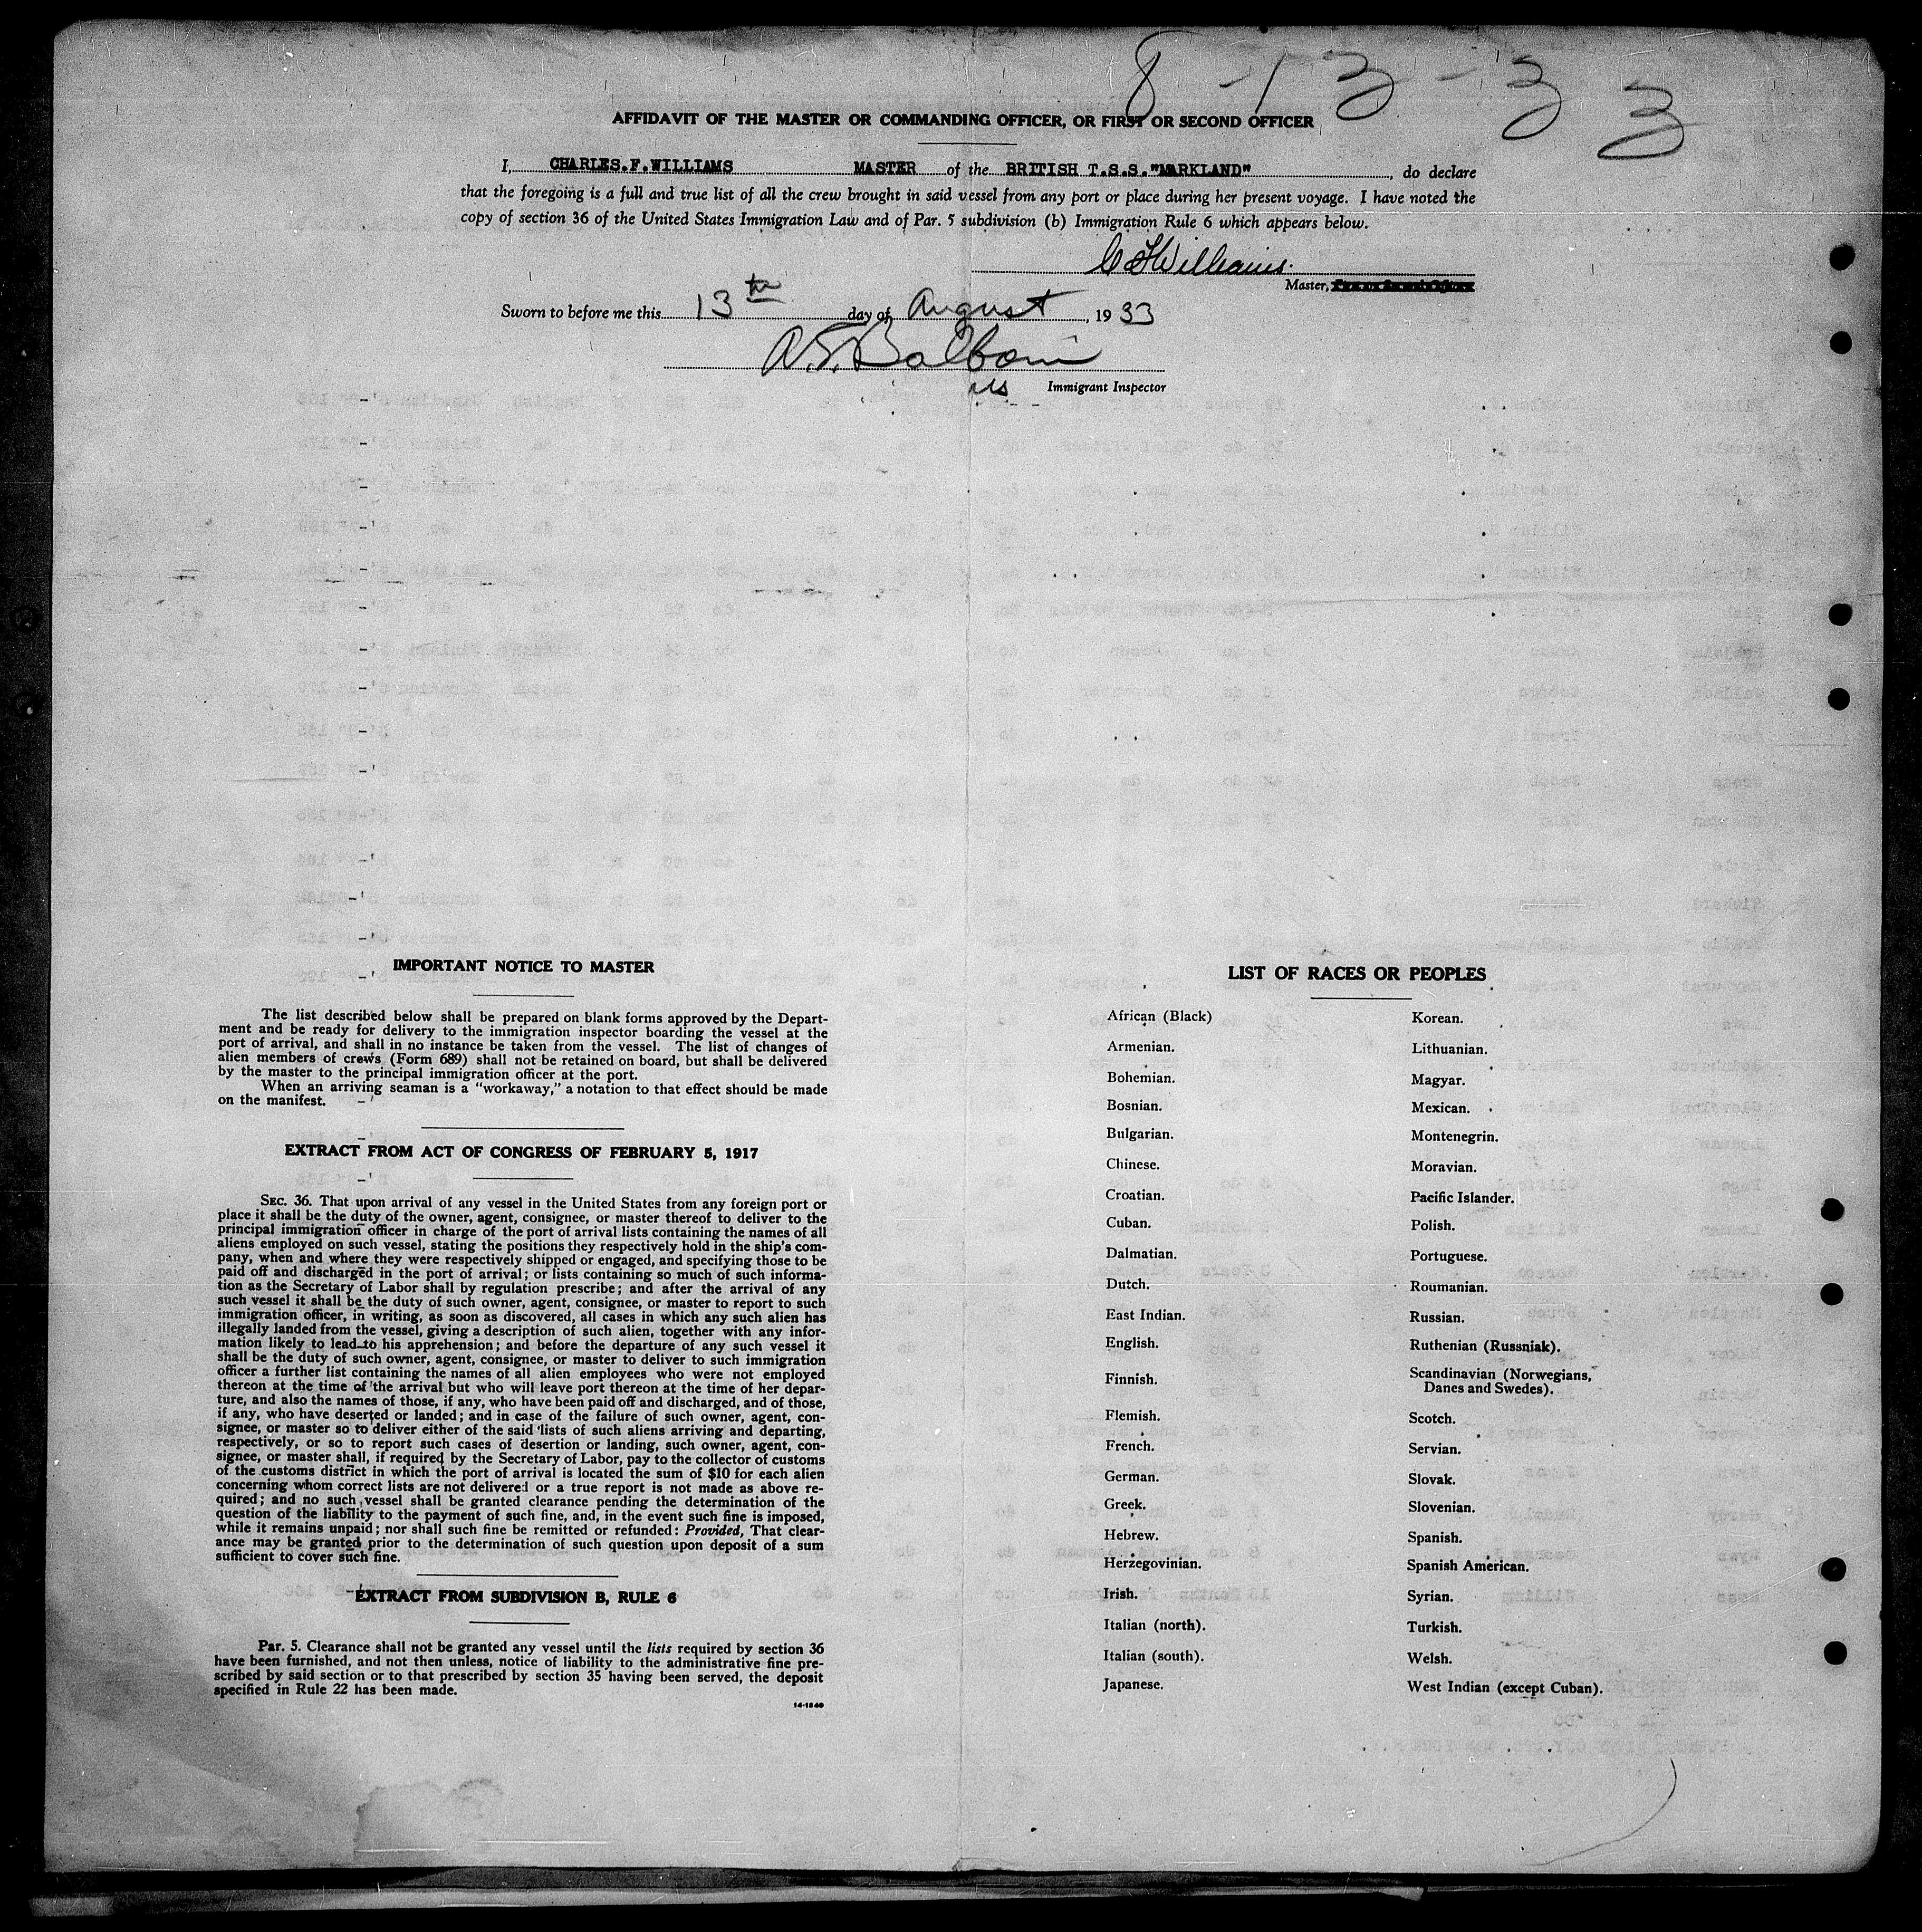 8-13-33
AFFIDAVIT OF THE MASTER OR COMMANDING OFFICER, OR FIRST OR SECOND OFFICER
I, CHARLES.F.WILLIAMS MASTER of the BRITISH T.S.S."MARKLAND", do declare
that the foregoing is a full and true list of all the crew brought in said vessel from any port or place during her present voyage. I have noted the
copy of section 36 of the United States Immigration Law and of Par. 5 subdivision (b) Immigration Rule 6 which appears below.
C F Williams.
Master,
Sworn to before me this 13th day of August, 1933
Immigrant Inspector
IMPORTANT NOTICE TO MASTER
The list described below shall be prepared on blank forms approved by the Depart-
ment and be ready for delivery to the immigration inspector boarding the vessel at the
port of arrival, and shall in no instance be taken from the vessel. The list of changes of
alien members of crews (Form 689) shall not be retained on board, but shall be delivered
by the master to the principal immigration officer at the port.
When an arriving seaman is a "workaway," a notation to that effect should be made
on the manifest.
EXTRACT FROM ACT OF CONGRESS OF FEBRUARY 5, 1917
SEC. 36. That upon arrival of any vessel in the United States from any foreign port or
place it shall be the duty of the owner, agent, consignee, or master thereof to deliver to the
principal immigration officer in charge of the port of arrival lists containing the names of all
aliens employed on such vessel, stating the positions they respectively hold in the ship's com-
pany, when and where they were respectively shipped or engaged, and specifying those to be
paid off and discharged in the port of arrival; or lists containing so much of such informa-
tion as the Secretary of Labor shall by regulation prescribe; and after the arrival of any
such vessel it shall be the duty of such owner, agent, consignee, or master to report to such
immigration officer, in writing, as soon as discovered, all cases in which any such alien has
illegally landed from the vessel, giving a description of such alien, together with any infor-
mation likely to lead to his apprehension; and before the departure of any such vessel it
shall be the duty of such owner, agent, consignee, or master to deliver to such immigration
officer a further list containing the names of all alien employees who were not employed
thereon at the time of the arrival but who will leave port thereon at the time of her depar-
ture, and also the names of those, if any, who have been paid off and discharged, and of those,
if any, who have deserted or landed; and in case of the failure of such owner, agent, con-
signee, or master so to deliver either of the said lists of such aliens arriving and departing,
respectively, or so to report such cases of desertion or landing, such owner, agent, con-
signee, or master shall, if required by the Secretary of Labor, pay to the collector of customs
of the customs district in which the port of arrival is located the sum of $10 for each alien
concerning whom correct lists are not delivered or a true report is not made as above re-
quired; and no such vessel shall be granted clearance pending the determination of the
question of the liability to the payment of such fine, and, in the event such fine is imposed,
while it remains unpaid; nor shall such fine be remitted or refunded: Provided, That clear-
ance may be granted prior to the determination of such question upon deposit of a sum
sufficient to cover such fine.
EXTRACT FROM SUBDIVISION B, RULE 6
Par. 5. Clearance shall not be granted any vessel until the lists required by section 36
have been furnished, and not then unless, notice of liability to the administrative fine pre-
scribed by said section or to that prescribed by section 35 having been served, the deposit
specified in Rule 22 has been made.
14-1240
LIST OF RACES OR PEOPLES
African (Black)
Armenian.
Bohemian.
Bosnian.
Bulgarian.
Chinese.
Croatian.
Cuban.
Dalmatian.
Dutch.
East Indian.
English.
Finnish.
Flemish.
French.
German.
Greek.
Hebrew.
Herzegovinian.
Irish.
Italian (north).
Italian (south).
Japanese.
Korean.
Lithuanian.
Magyar.
Mexican.
Montenegrin.
Moravian.
Pacific Islander.
Polish.
Portuguese.
Roumanian.
Russian.
Ruthenian (Russniak).
Scandinavian (Norwegians,
Danes and Swedes).
Scotch.
Servian.
Slovak.
Slovenian.
Spanish.
Spanish American.
Syrian.
Turkish.
Welsh.
West Indian (except Cuban).